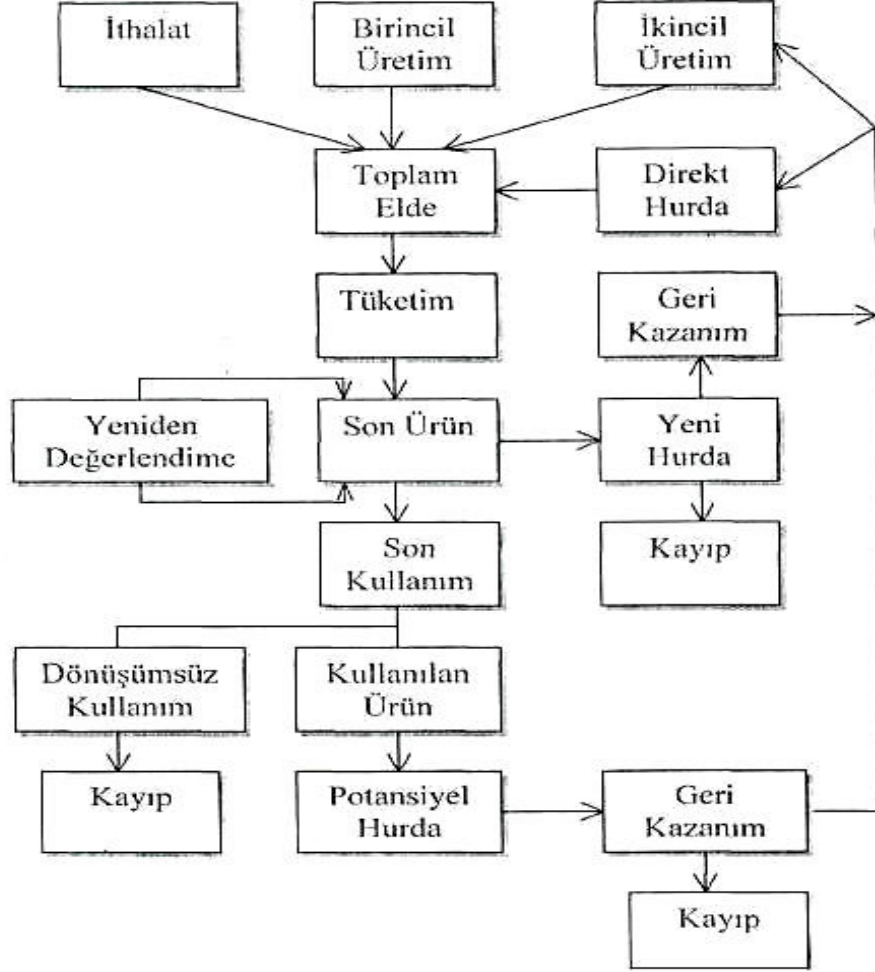 İthalat
Birincil
Üretim
İkincil
Üretim
Toplam
Elde
Direkt
Hurda
Tüketim
Geri
Kazanım
Yeniden
Değerlendime
Son Ürün
Yeni
Hurda
Son
Kullanım
Kayıp
Dönüşümsüz
Kullanım
Kullanılan
Ürün
Kayıp
Potansiyel
Hurda
Geri
Kazanım
Kayıp